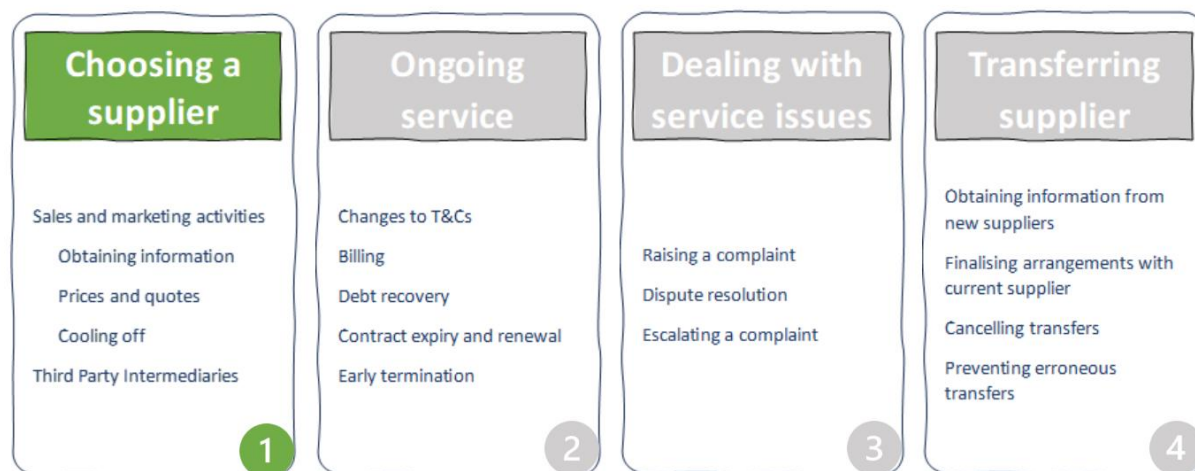 Choosing a
supplier
Sales and marketing activities
Obtaining information
Prices and quotes
Cooling off
Third Party Intermediaries
1
Ongoing
service
Changes to T&Cs
Billing
Debt recovery
Contract expiry and renewal
Early termination
2
Dealing with
service issues
Raising a complaint
Dispute resolution
Escalating a complaint
3
Transferring
supplier
Obtaining information from
new suppliers
Finalising arrangements with
current supplier
Cancelling transfers
Preventing erroneous
transfers
4